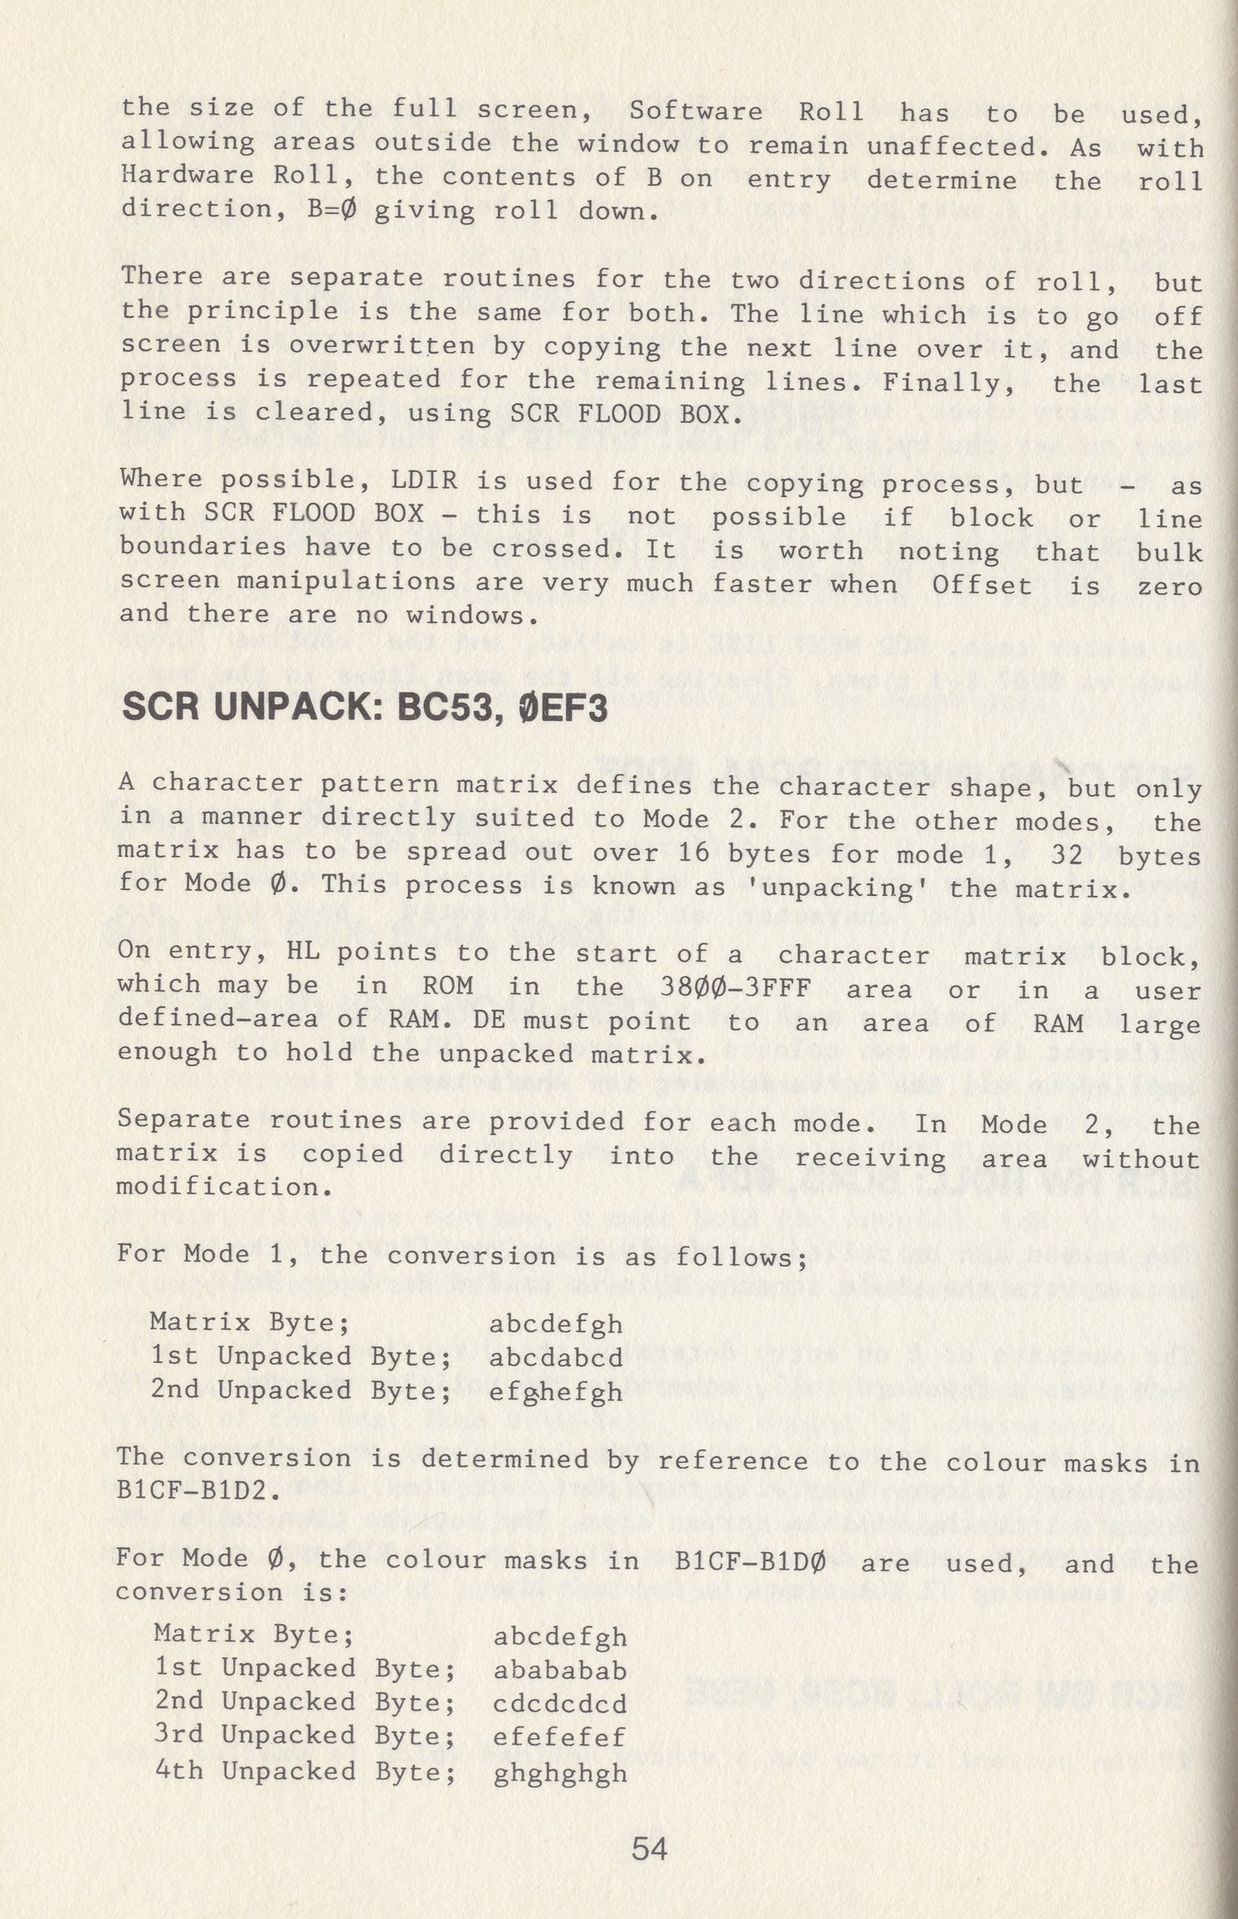 the size of the full screen, Software Roll has to be used,
allowing areas outside the window to remain unaffected. As with
Hardware Roll, the contents of B on entry determine the roll
direction, B=Ø giving roll down.
There are separate routines for the two directions of roll, but
the principle is the same for both. The line which is to go off
screen is overwritten by copying the next line over it, and the
process is repeated for the remaining lines. Finally, the last
line is cleared, using SCR FLOOD BOX.
Where possible, LDIR is used for the copying process, but - as
with SCR FLOOD BOX - this is not possible if block or line
boundaries have to be crossed. It is worth noting that bulk
screen manipulations are very much faster when Offset is zero
and there are no windows.
SCR UNPACK: BC53, ØEF3
A character pattern matrix defines the character shape, but only
in a manner directly suited to Mode 2. For the other modes, the
matrix has to be spread out over 16 bytes for mode 1, 32 bytes
for Mode Ø. This process is known as 'unpacking' the matrix.
On entry, HL points to the start of a character matrix block,
which may be in ROM in the 38ØØ-3FFF area or in a user
defined-area of RAM. DE must point to an area of RAM large
enough to hold the unpacked matrix.
Separate routines are provided for each mode. In Mode 2, the
matrix is copied directly into the receiving area without
modification.
For Mode 1, the conversion is as follows;
Matrix Byte; abcdefgh
1st Unpacked Byte; abcdabcd
2nd Unpacked Byte; efghefgh
The conversion is determined by reference to the colour masks in
B1CF-B1D2.
For Mode Ø, the colour masks in B1CF-B1DØ are used, and the
conversion is:
Matrix Byte; abcdefgh
1st Unpacked Byte; abababab
2nd Unpacked Byte; cdcdcdcd
3rd Unpacked Byte; efefefef
4th Unpacked Byte; ghghghgh
54